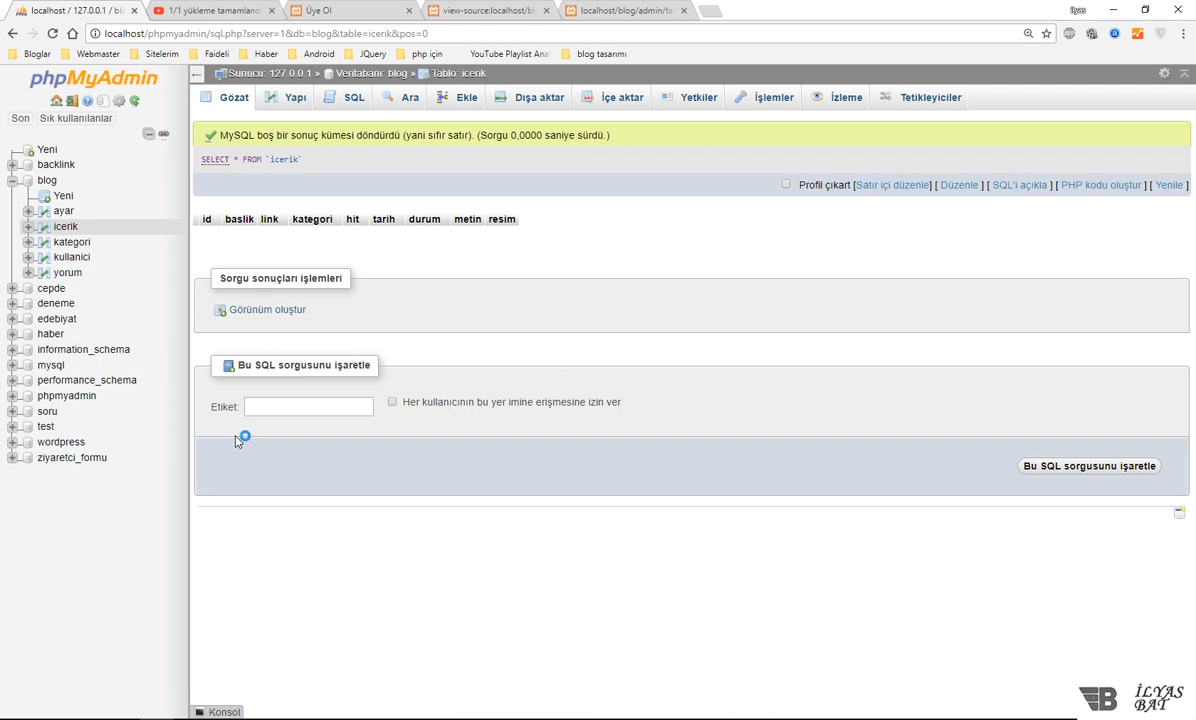 localhost / 127.0.0.1 / blo
1/1 yükleme tamamland
Üye Ol
view-source:localhost/blo
localhost/blog/admin/ta
ilyas
localhost/phpmyadmin/sql.php?server=1&db=blog&table=icerik&pos=0
Bloglar Webmaster Sitelerim Faideli Haber Android JQuery php için YouTube Playlist Anal blog tasarımı
phpMyAdmin
Son Sık kullanılanlar
Yeni
backlink
blog
Yeni
ayar
icerik
kategori
kullanici
yorum
cepde
deneme
edebiyat
haber
information_schema
mysql
performance_schema
phpmyadmin
soru
test
wordpress
ziyaretci_formu
Sunucu: 127.0.0.1 » Veritabanı: blog » Tablo: icerik
Gözat Yapı SQL Ara Ekle Dışa aktar İçe aktar Yetkiler İşlemler İzleme Tetikleyiciler
MySQL boş bir sonuç kümesi döndürdü (yani sıfır satır). (Sorgu 0,0000 saniye sürdü.)
SELECT * FROM `icerik`
Profil çıkart [Satır içi düzenle] [ Düzenle ] [ SQL'i açıkla ] [ PHP kodu oluştur ] [ Yenile ]
id baslik link kategori hit tarih durum metin resim
Sorgu sonuçları işlemleri
Görünüm oluştur
Bu SQL sorgusunu işaretle
Etiket: Her kullanıcının bu yer imine erişmesine izin ver
Bu SQL sorgusunu işaretle
Konsol
İLYAS
BAT